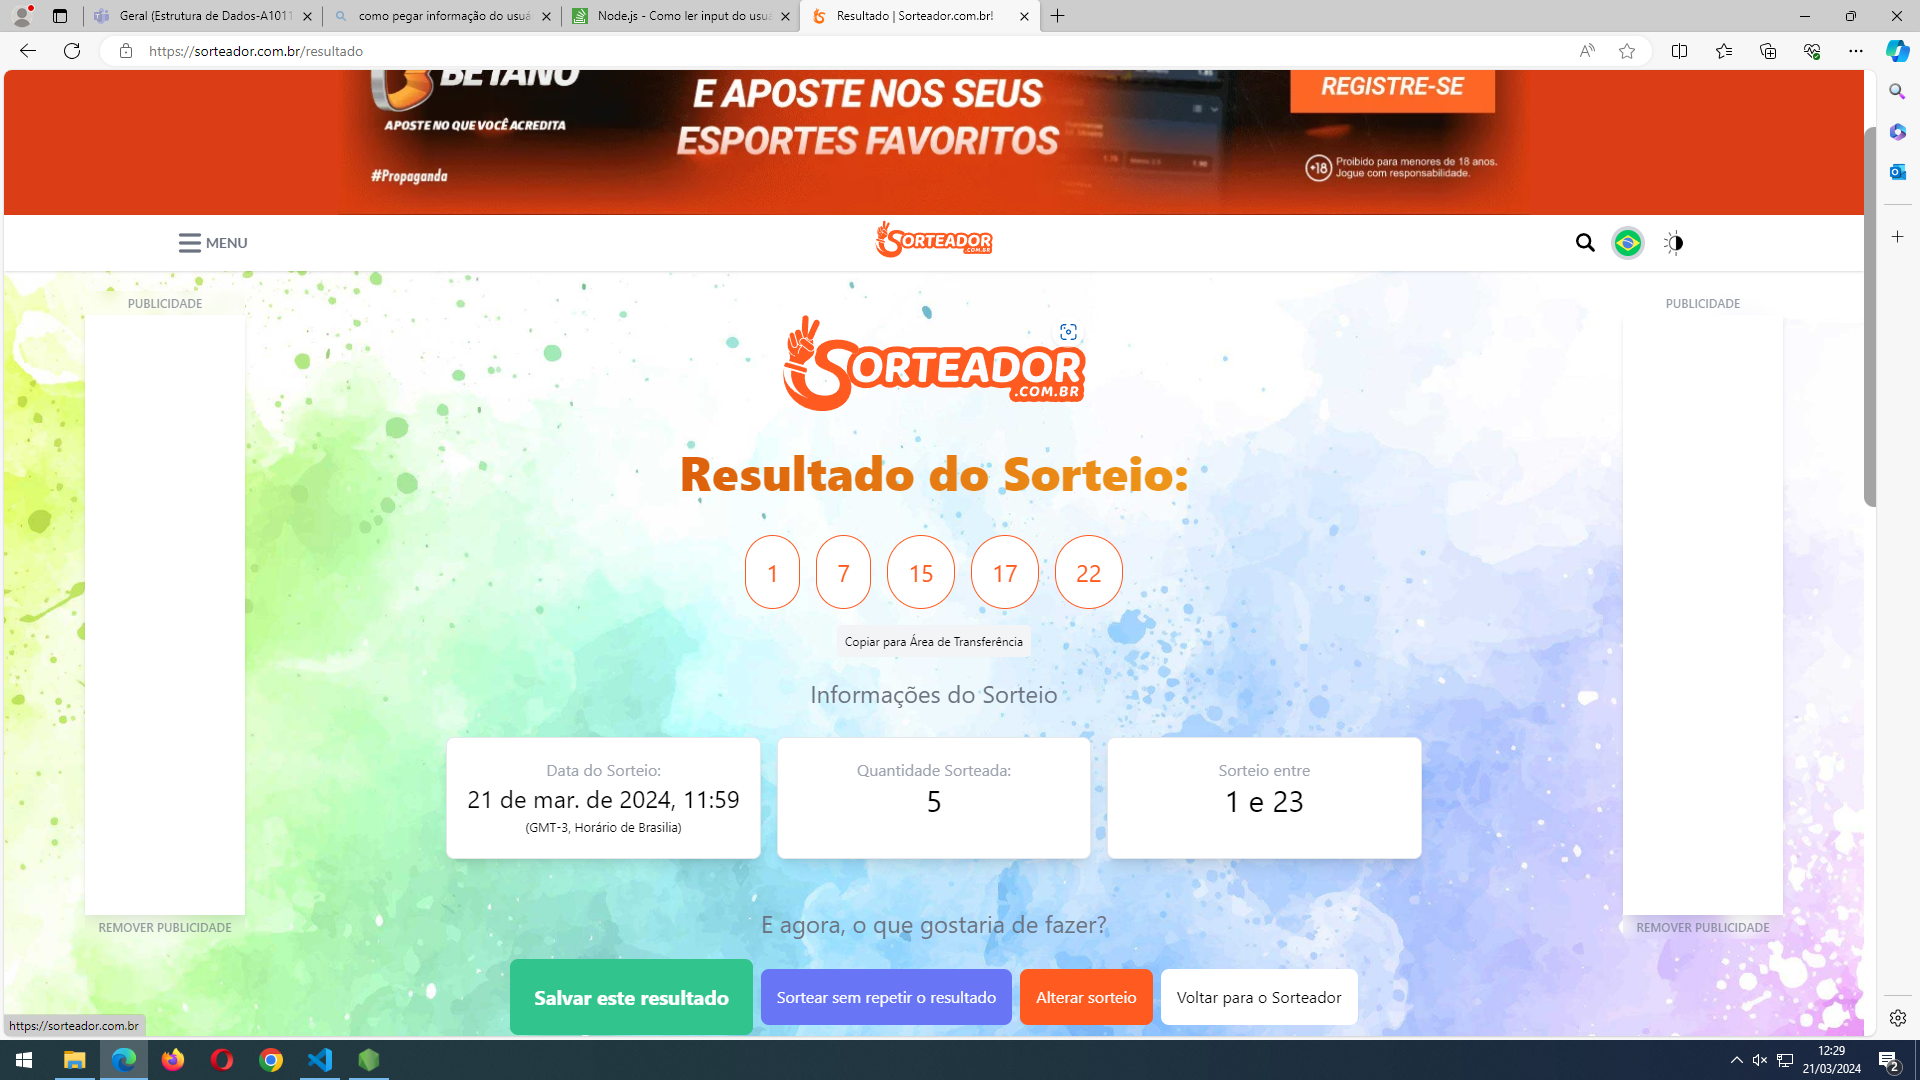 Geral (Estrutura de Dados-A1011
como pegar informação do usuá
Node.js - Como ler input do usuá
Resultado | Sorteador.com.br!
https://sorteador.com.br/resultado
BETANO
APOSTE NO QUE VOCÊ ACREDITA
#Propaganda
E APOSTE NOS SEUS
ESPORTES FAVORITOS
REGISTRE-SE
+18 Proibido para menores de 18 anos.
Jogue com responsabilidade.
MENU
SORTEADOR
.COM.BR
PUBLICIDADE
PUBLICIDADE
SORTEADOR
.COM.BR
Resultado do Sorteio:
1 7 15 17 22
Copiar para Área de Transferência
Informações do Sorteio
Data do Sorteio:
21 de mar. de 2024, 11:59
(GMT-3, Horário de Brasilia)
Quantidade Sorteada:
5
Sorteio entre
1 e 23
REMOVER PUBLICIDADE
REMOVER PUBLICIDADE
E agora, o que gostaria de fazer?
Salvar este resultado
Sortear sem repetir o resultado
Alterar sorteio
Voltar para o Sorteador
https://sorteador.com.br
12:29
21/03/2024
2